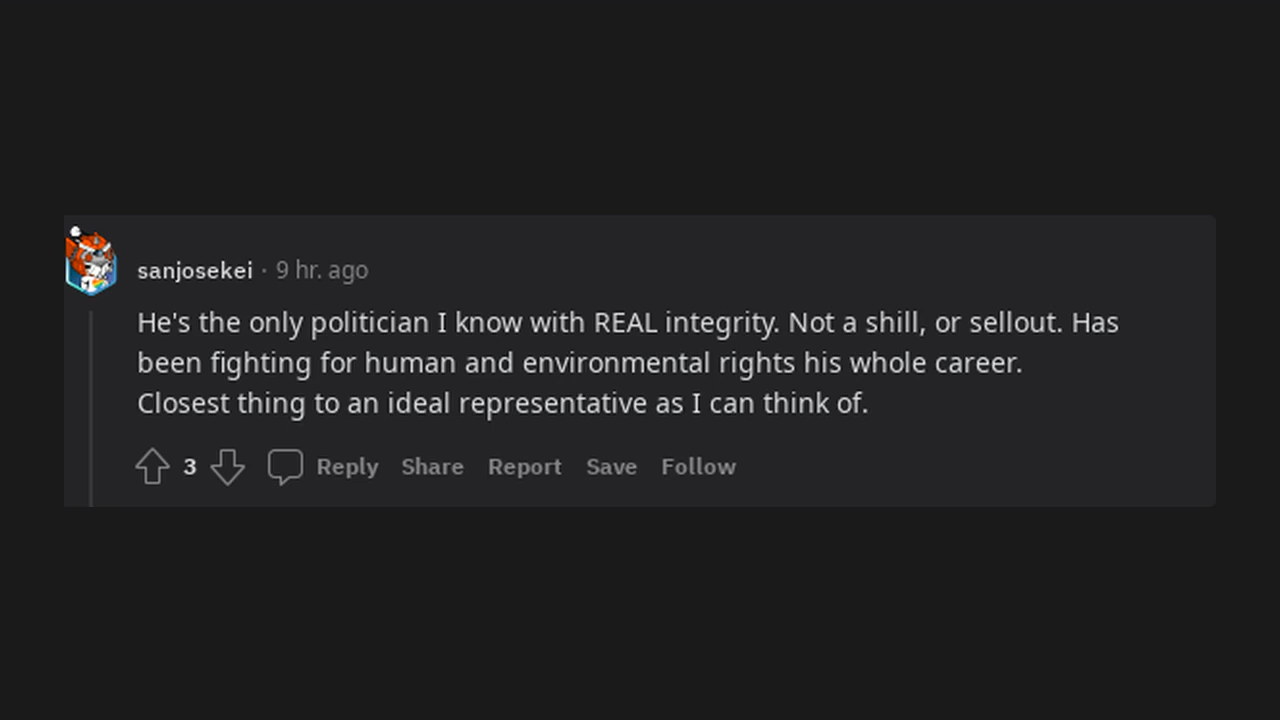 sanjosekei · 9 hr. ago
He's the only politician I know with REAL integrity. Not a shill, or sellout. Has
been fighting for human and environmental rights his whole career.
Closest thing to an ideal representative as I can think of.
3 Reply Share Report Save Follow